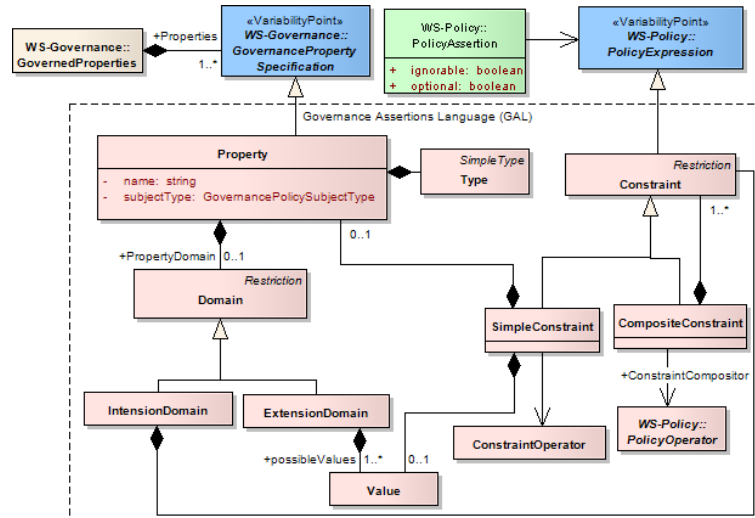 WS-Governance::
GovernedProperties
+Properties
1..*
«VariabilityPoint»
WS-Governance::
GovernanceProperty
Specification
WS-Policy::
PolicyAssertion
+ ignorable: boolean
+ optional: boolean
«VariabilityPoint»
WS-Policy::
PolicyExpression
Governance Assertions Language (GAL)
Property
- name: string
- subjectType: GovernancePolicySubjectType
SimpleType
Type
Restriction
Constraint
+PropertyDomain
0..1
0..1
1..*
Restriction
Domain
SimpleConstraint
CompositeConstraint
+ConstraintCompositor
IntensionDomain
ExtensionDomain
ConstraintOperator
WS-Policy::
PolicyOperator
+possibleValues
1..*
0..1
Value